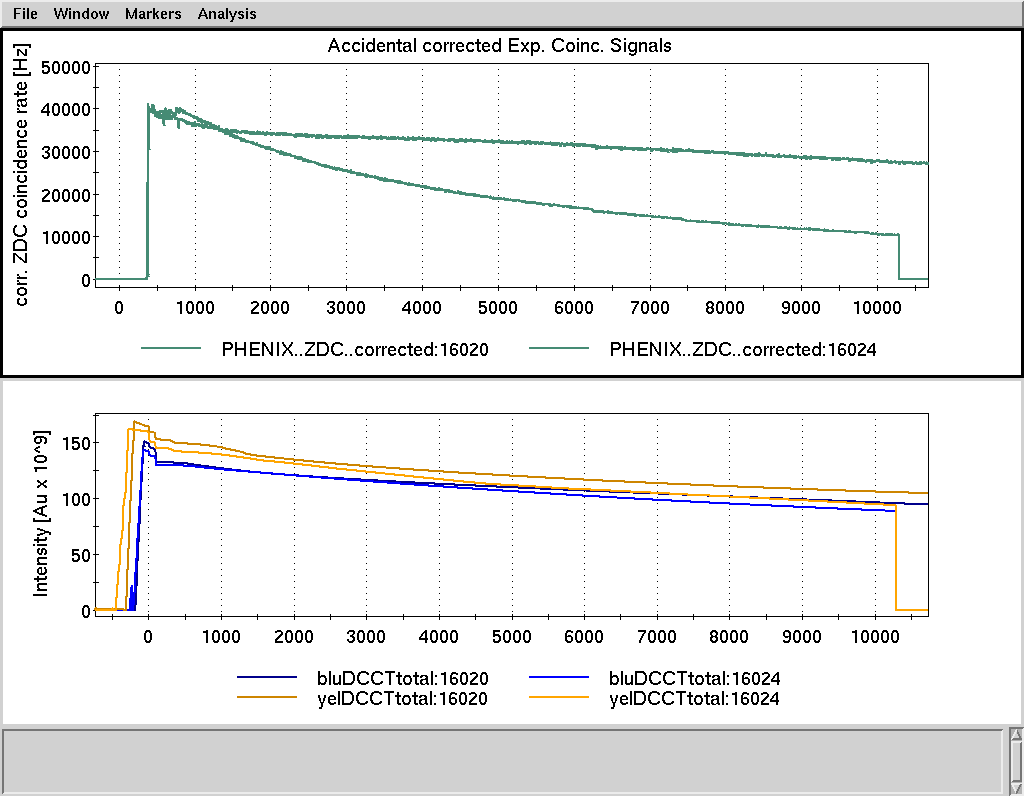 File Window Markers Analysis
Accidental corrected Exp. Coinc. Signals
corr. ZDC coincidence rate [Hz]
50000
40000
30000
20000
10000
0
0 1000 2000 3000 4000 5000 6000 7000 8000 9000 10000
PHENIX..ZDC..corrected:16020 PHENIX..ZDC..corrected:16024
Intensity [Au x 10^9]
150
100
50
0
0 1000 2000 3000 4000 5000 6000 7000 8000 9000 10000
bluDCCTtotal:16020 bluDCCTtotal:16024
yelDCCTtotal:16020 yelDCCTtotal:16024